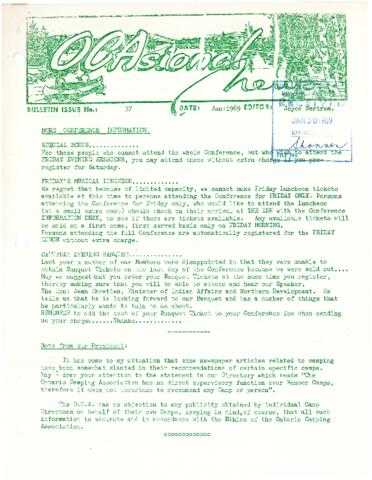 OCAsional News
BULLETIN ISSUE No.: 37 DATE: Jan:1969 EDITOR: Joyce Bertram.
JAN 30 1969
MORE CONFERENCE INFORMATION.
SPECIAL BONUS............
For those people who cannot attend the whole Conference, but who to attend the
FRIDAY EVENING SESSIONS, you may attend these without extra charge if you pre-
register for Saturday.
FRIDAY'S MUSICAL LUNCHEON.............
We regret that because of limited capacity, we cannot make Friday Luncheon tickets
available at this time to persons attending the Conference for FRIDAY ONLY. Persons
attending the Conference for Friday only, who would like to attend the Luncheon
(at a small extra cost) should check on their arrival, AT THE INN with the Conference
INFORMATION DESK, to see if there are tickets available. Any available tickets will
be sold on a first come, first served basis only on FRIDAY MORNING.
Persons attending the full Conference are automatically registered for the FRIDAY
LUNCH without extra charge.
SATURDAY EVENING BANQUET...............
Last year a number of our Members were disappointed in that they were unable to
obtain Banquet Tickets on the last day of the Conference because we were sold out....
May we suggest that you order your Banquet Tickets at the same time you register,
thereby making sure that you will be able to attend and hear our Speaker,
The Hon: Jean Chretien, Minister of Indian Affairs and Northern Development. He
tells us that he is looking forward to our Banquet and has a number of things that
he particularly wants to talk to us about.
REMEMBER to add the cost of your Banquet Ticket to your Conference fee when sending
us your cheque......Thanks...........
Note from our President:
It has come to my attention that some newspaper articles related to camping
have been somewhat slanted in their recommendations of certain specific camps.
May I draw your attention to the statement in our Directory which reads "The
Ontario Camping Association has no direct supervisory function over Member Camps,
therefore it does not undertake to recommend any Camp or person".
The O.C.A. has no objection to any publicity obtained by individual Camp
Directors on behalf of their own Camps, keeping in mind, of course, that all such
information is accurate and in accordance with the Ethics of the Ontario Camping
Association.
ooooooooooo